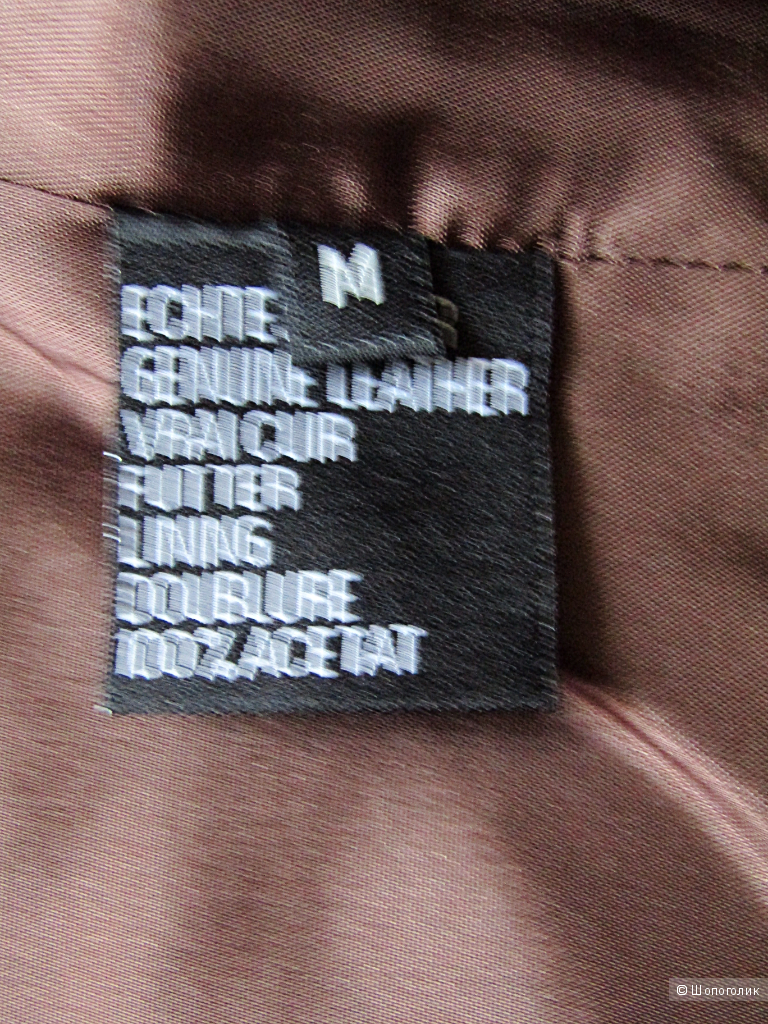 M
ECHTE
GENUINE LEATHER
VRAI CUIR
FUTTER
LINING
DOUBLURE
100%ACETAT
© Шопоголик